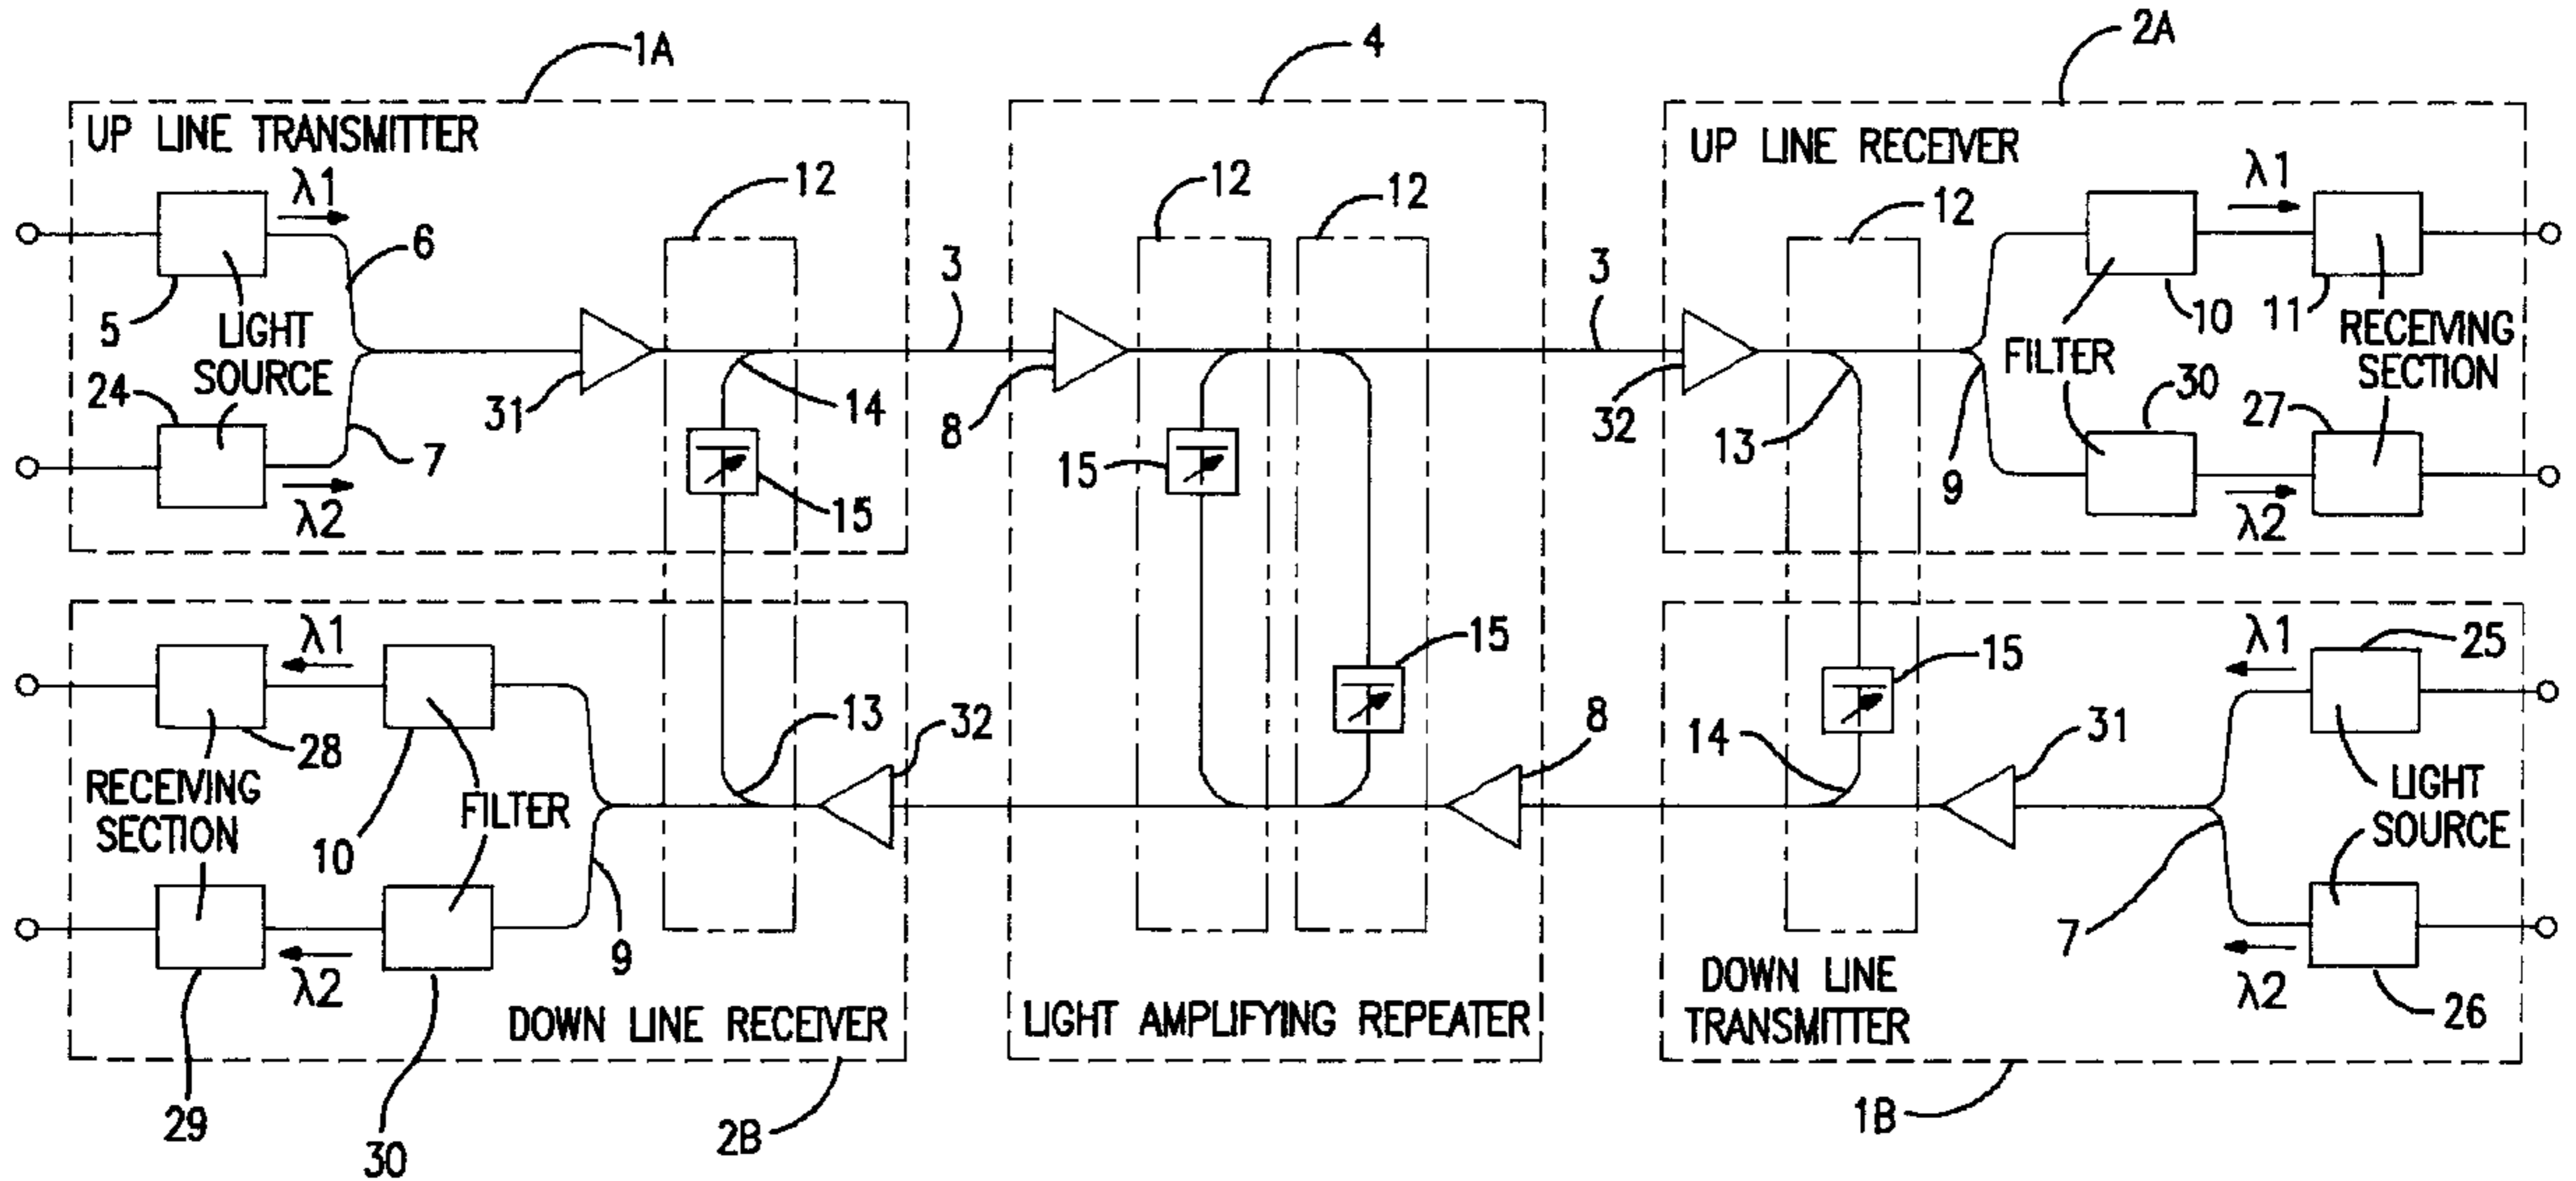 1A
4
2A
UP LINE TRANSMITTER
UP LINE RECEIVER
λ1
12
12
12
12
λ1
6
3
3
5
LIGHT
SOURCE
10
11
RECEIVING
SECTION
FILTER
24
31
14
8
32
13
30
27
7
15
15
9
λ2
λ2
λ1
28
15
15
λ1
25
13
32
8
14
31
RECEIVING
SECTION
FILTER
LIGHT
SOURCE
10
9
7
λ2
λ2
29
30
DOWN LINE RECEIVER
LIGHT AMPLIFYING REPEATER
DOWN LINE
TRANSMITTER
26
2B
1B